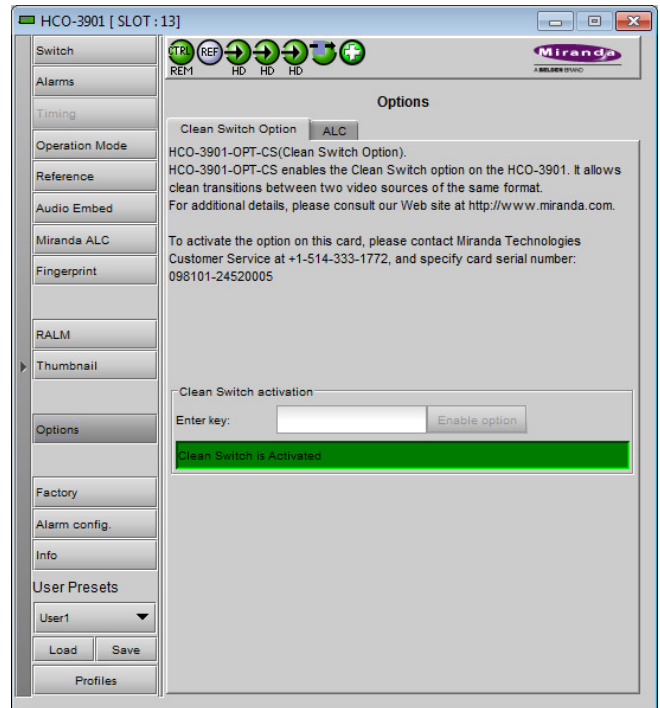 HCO-3901 [ SLOT : 13]
Switch
Alarms
Timing
Operation Mode
Reference
Audio Embed
Miranda ALC
Fingerprint
RALM
Thumbnail
Options
Factory
Alarm config.
Info
User Presets
User1
Load Save
Profiles
CTRL REF
REM HD HD HD
Miranda
A BELDEN BRAND
Options
Clean Switch Option ALC
HCO-3901-OPT-CS(Clean Switch Option).
HCO-3901-OPT-CS enables the Clean Switch option on the HCO-3901. It allows
clean transitions between two video sources of the same format.
For additional details, please consult our Web site at http://www.miranda.com.
To activate the option on this card, please contact Miranda Technologies
Customer Service at +1-514-333-1772, and specify card serial number:
098101-24520005
Clean Switch activation
Enter key: Enable option
Clean Switch is Activated